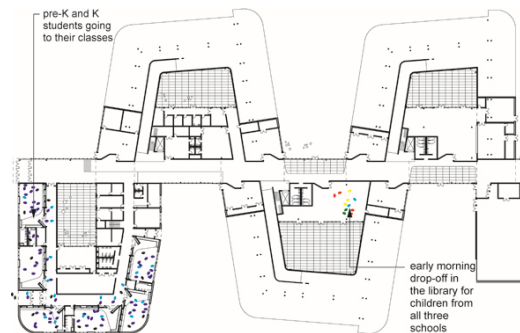 pre-K and K
students going
to their classes
early morning
drop-off in
the library for
children from
all three
schools